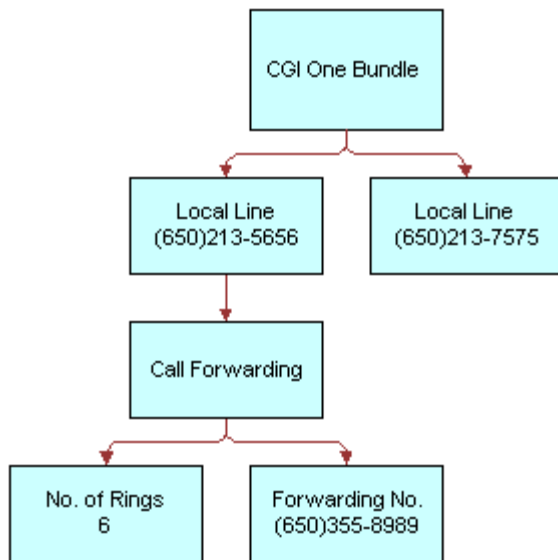 CGI One Bundle
Local Line
(650)213-5656
Local Line
(650)213-7575
Call Forwarding
No. of Rings
6
Forwarding No.
(650)355-8989